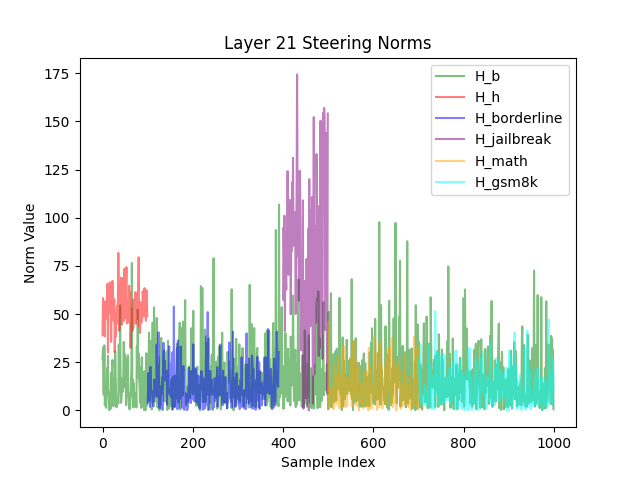 Layer 21 Steering Norms
175
150
125
100
75
50
25
0
Norm Value
0
200
400
600
800
1000
Sample Index
H_b
H_h
H_borderline
H_jailbreak
H_math
H_gsm8k